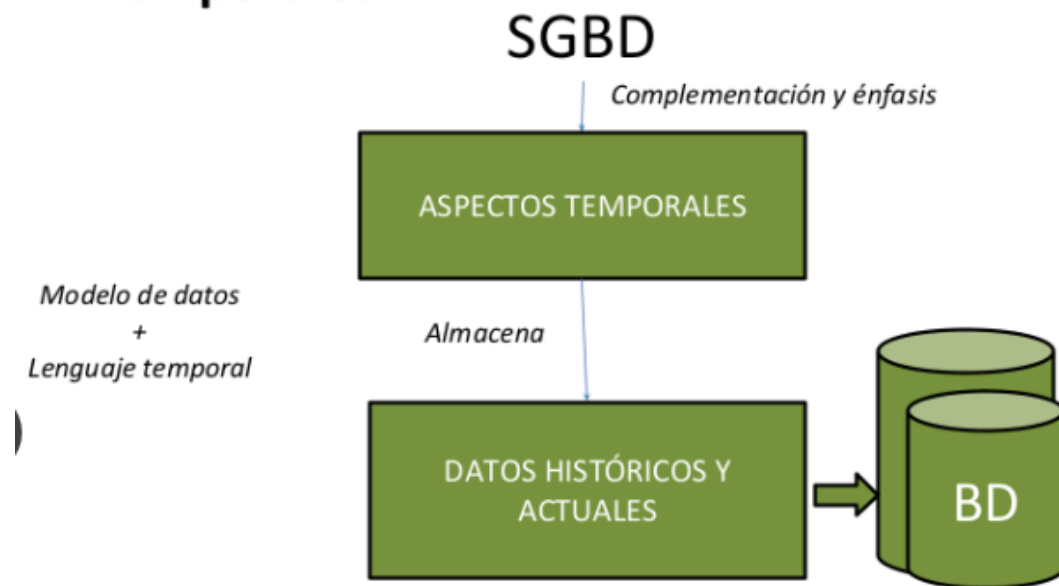 SGBD
Complementación y énfasis
ASPECTOS TEMPORALES
Modelo de datos
+
Lenguaje temporal
Almacena
DATOS HISTÓRICOS Y
ACTUALES
BD